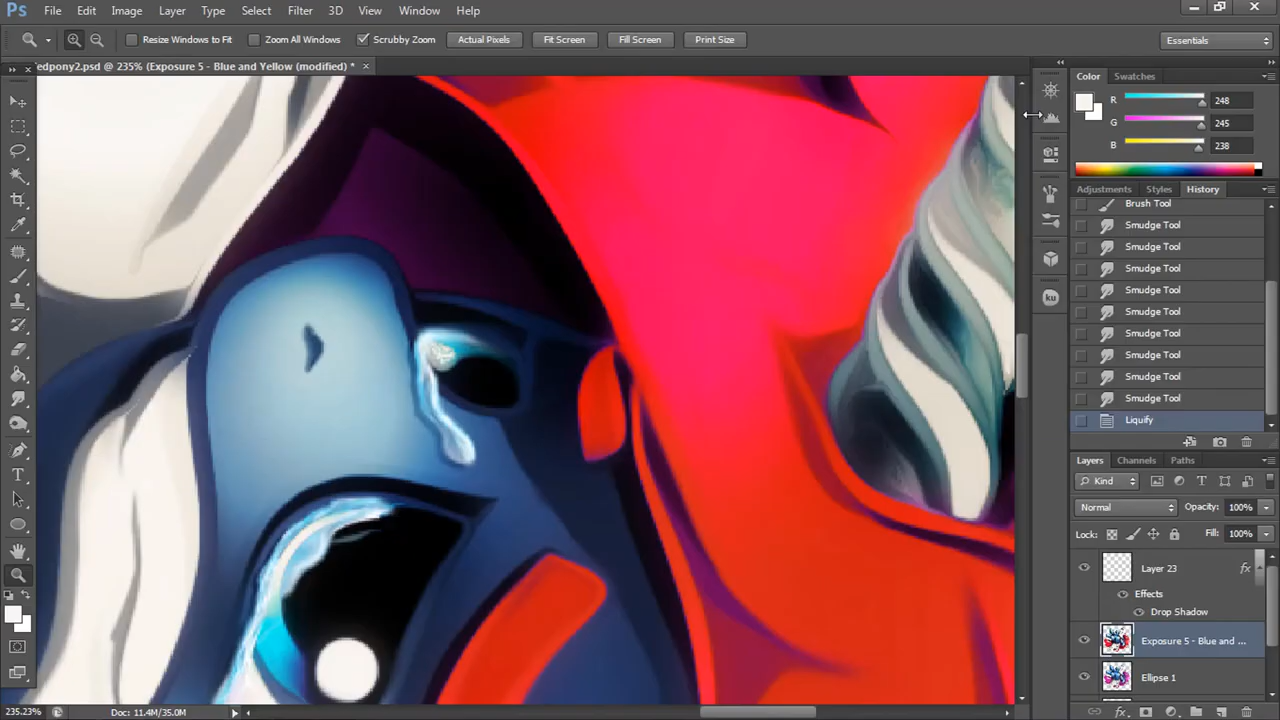 Ps File Edit Image Layer Type Select Filter 3D View Window Help
Resize Windows to Fit Zoom All Windows Scrubby Zoom Actual Pixels Fit Screen Fill Screen Print Size Essentials
edpony2.psd @ 235% (Exposure 5 - Blue and Yellow (modified) * ×
Color Swatches
R 248
G 245
B 238
Adjustments Styles History
Brush Tool
Smudge Tool
Smudge Tool
Smudge Tool
Smudge Tool
Smudge Tool
Smudge Tool
Smudge Tool
Smudge Tool
Smudge Tool
Liquify
ku
Layers Channels Paths
Kind
Normal Opacity: 100%
Lock: Fill: 100%
Layer 23 fx
Effects
Drop Shadow
Exposure 5 - Blue and ...
Ellipse 1
235.23% Doc: 11.4M/35.0M
fx